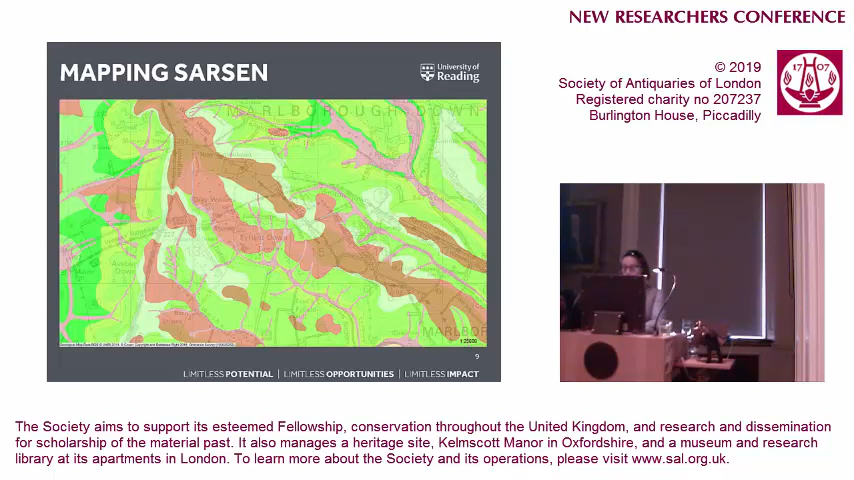 NEW RESEARCHERS CONFERENCE
MAPPING SARSEN
University of
Reading
MARLBOROUGH DOWN
MARLBOR
1:25000
9
LIMITLESS POTENTIAL | LIMITLESS OPPORTUNITIES | LIMITLESS IMPACT
© 2019
Society of Antiquaries of London
Registered charity no 207237
Burlington House, Piccadilly
17 07
The Society aims to support its esteemed Fellowship, conservation throughout the United Kingdom, and research and dissemination
for scholarship of the material past. It also manages a heritage site, Kelmscott Manor in Oxfordshire, and a museum and research
library at its apartments in London. To learn more about the Society and its operations, please visit www.sal.org.uk.